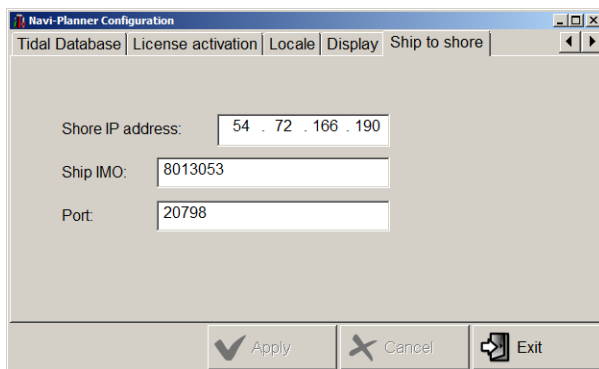 Navi-Planner Configuration
Tidal Database License activation Locale Display Ship to shore
Shore IP address: 54 . 72 . 166 . 190
Ship IMO: 8013053
Port: 20798
Apply Cancel Exit